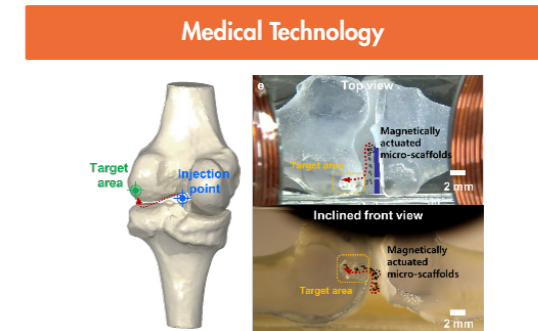 Medical Technology
Target
area
Injection
point
e
Top view
Magnetically
actuated
micro-scaffolds
Target area
2 mm
Inclined front view
Magnetically
actuated
micro-scaffolds
Target area
2 mm